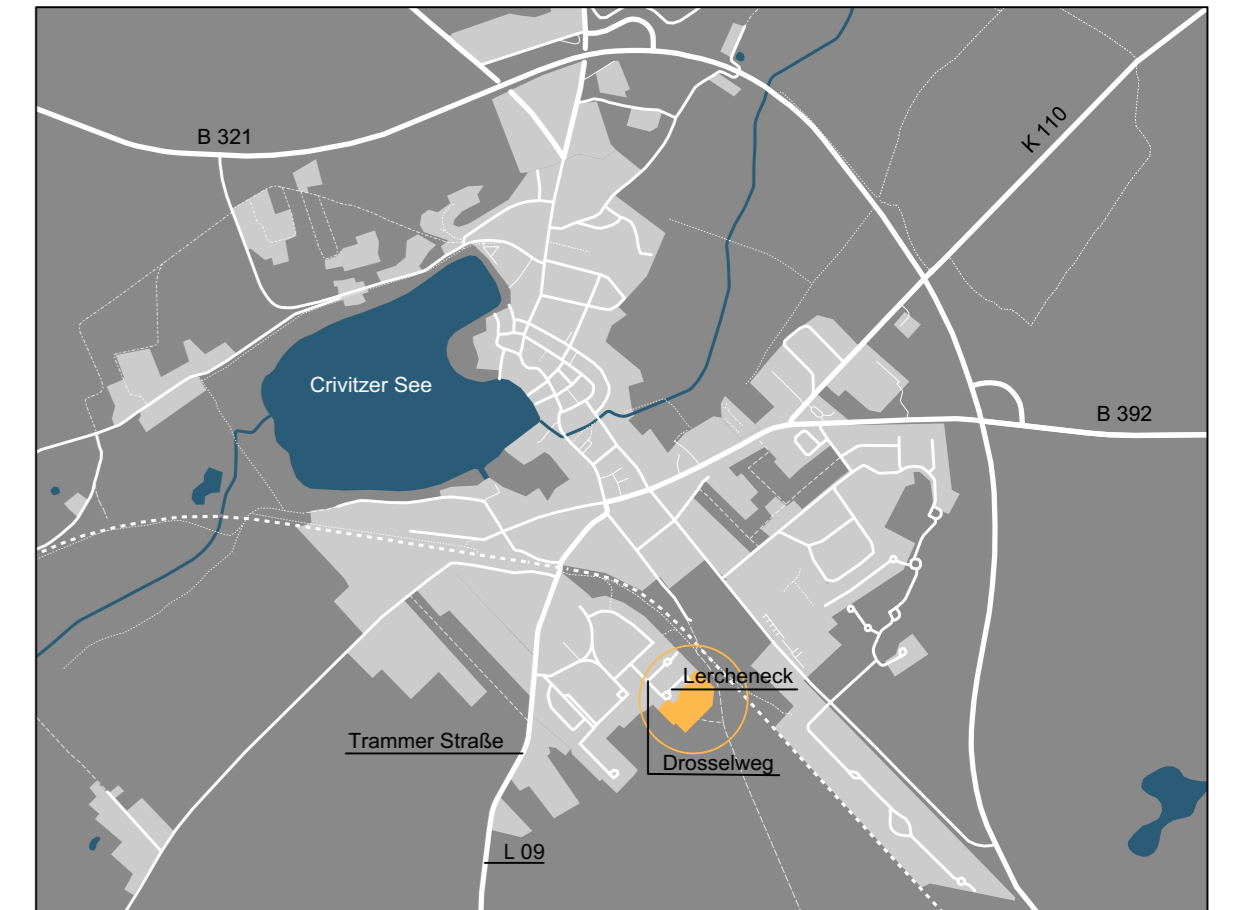 B 321
K 110
Crivitzer See
B 392
Lercheneck
Trammer Straße
Drosselweg
L 09